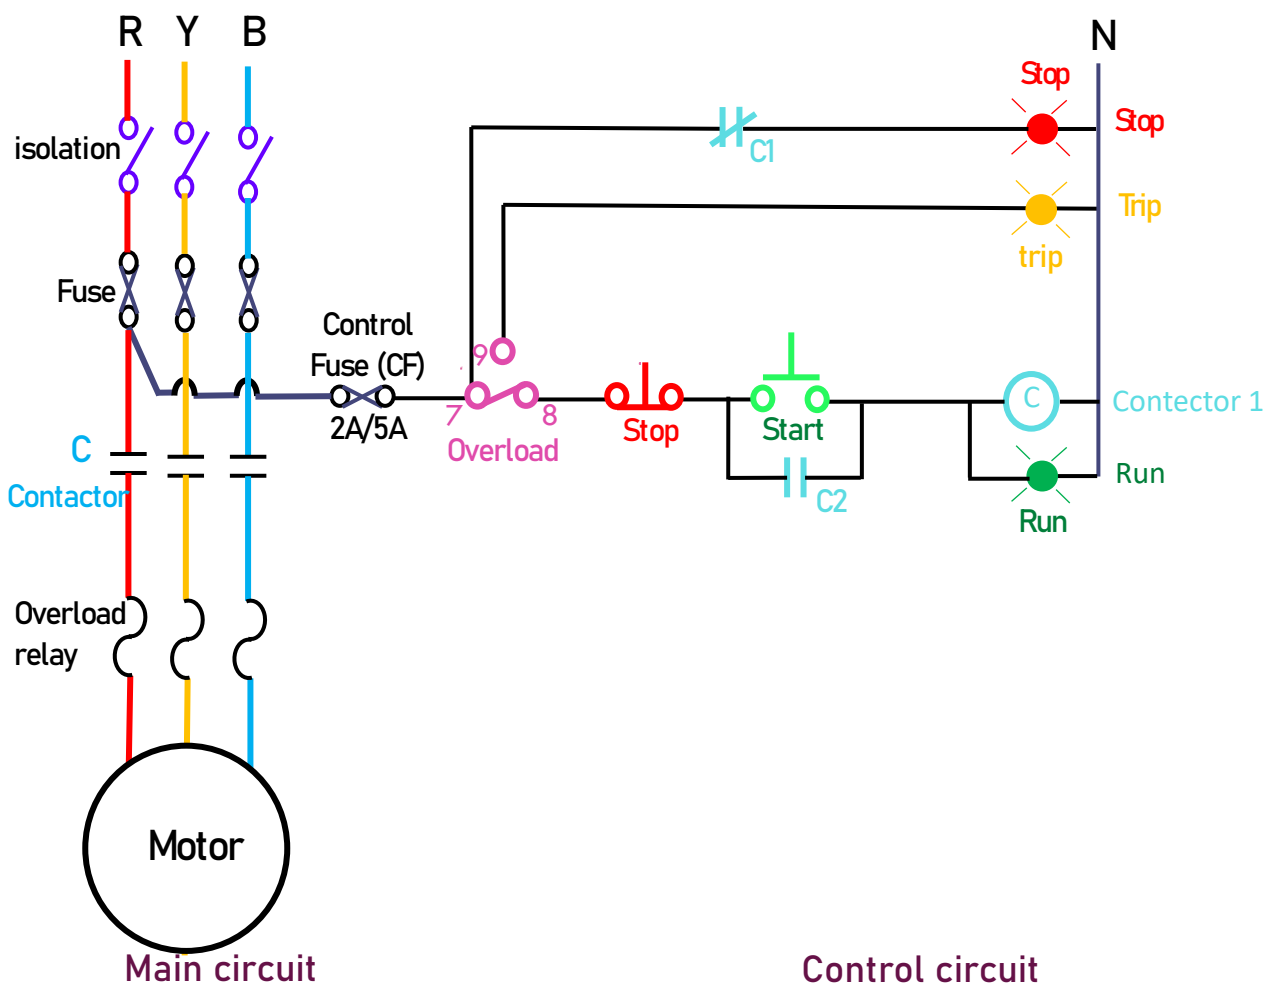 R Y B
N
Stop
Stop
isolation
C1
Trip
trip
Fuse
Control
Fuse (CF)
2A/5A
9
7
8
Overload
Stop
Start
C2
C
Contector 1
Run
Run
C
Contactor
Overload
relay
Motor
Main circuit
Control circuit